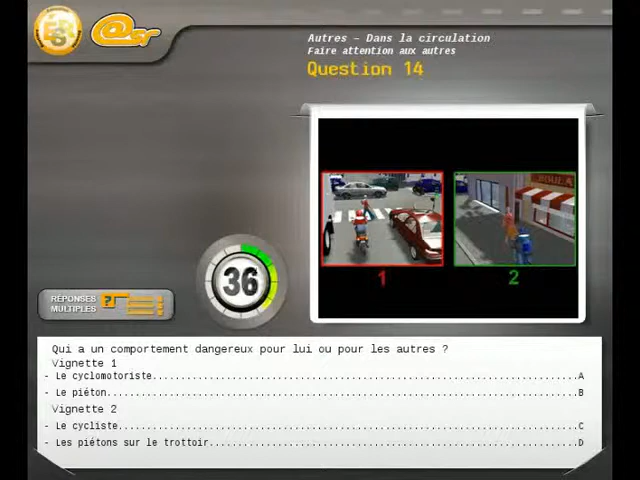 @sr
Autres – Dans la circulation
Faire attention aux autres
Question 14
1
2
36
RÉPONSES
MULTIPLES
?
Qui a un comportement dangereux pour lui ou pour les autres ?
Vignette 1
- Le cyclomotoriste........................................................................A
- Le piéton................................................................................B
Vignette 2
- Le cycliste..............................................................................C
- Les piétons sur le trottoir..............................................................D